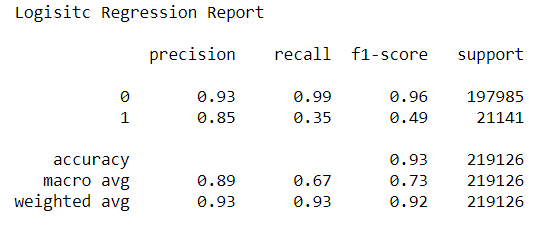 Logisitc Regression Report
precision recall f1-score support
0 0.93 0.99 0.96 197985
1 0.85 0.35 0.49 21141
accuracy 0.93 219126
macro avg 0.89 0.67 0.73 219126
weighted avg 0.93 0.93 0.92 219126